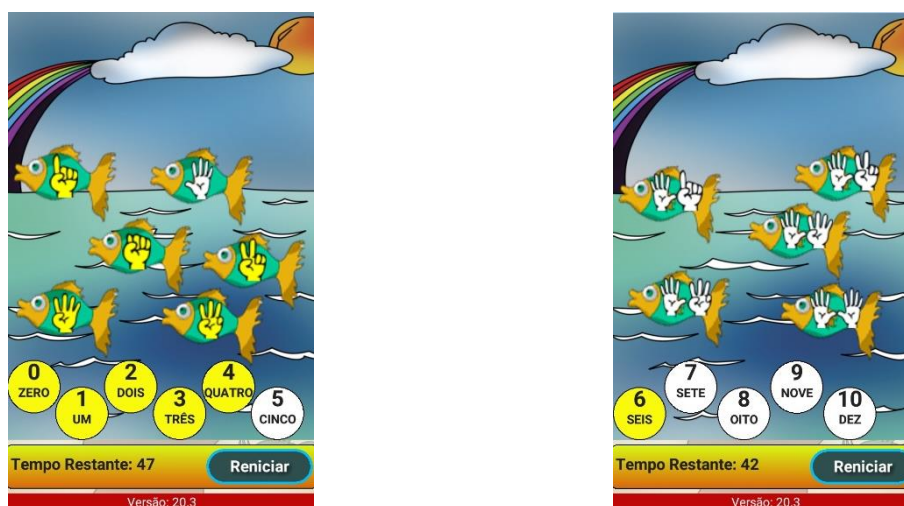 0 ZERO
1 UM
2 DOIS
3 TRÊS
4 QUATRO
5 CINCO
Tempo Restante: 47
Reniciar
Versão: 20.3
6 SEIS
7 SETE
8 OITO
9 NOVE
10 DEZ
Tempo Restante: 42
Reniciar
Versão: 20.3